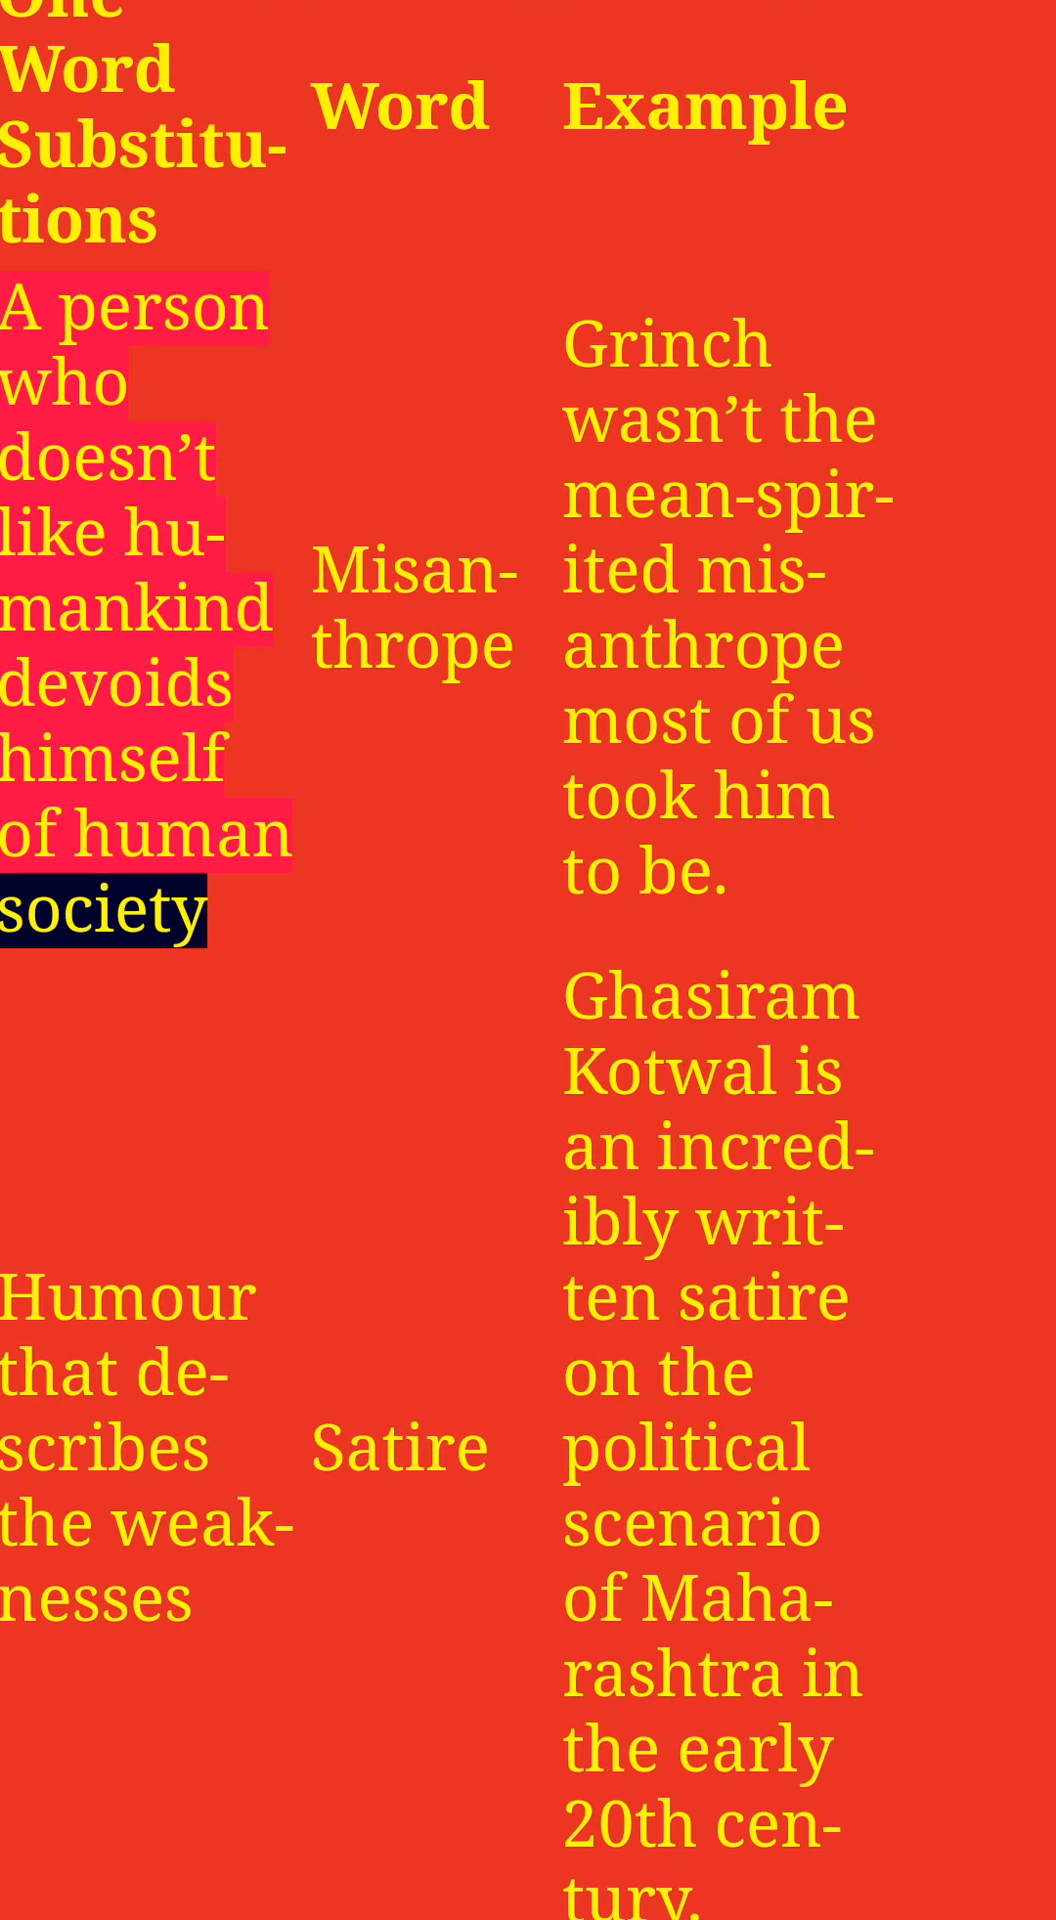 One
Word
Substitu-
tions
Word
Example
A person
who
doesn’t
like hu-
mankind
devoids
himself
of human
society
Misan-
thrope
Grinch
wasn’t the
mean-spir-
ited mis-
anthrope
most of us
took him
to be.
Humour
that de-
scribes
the weak-
nesses
Satire
Ghasiram
Kotwal is
an incred-
ibly writ-
ten satire
on the
political
scenario
of Maha-
rashtra in
the early
20th cen-
tury.